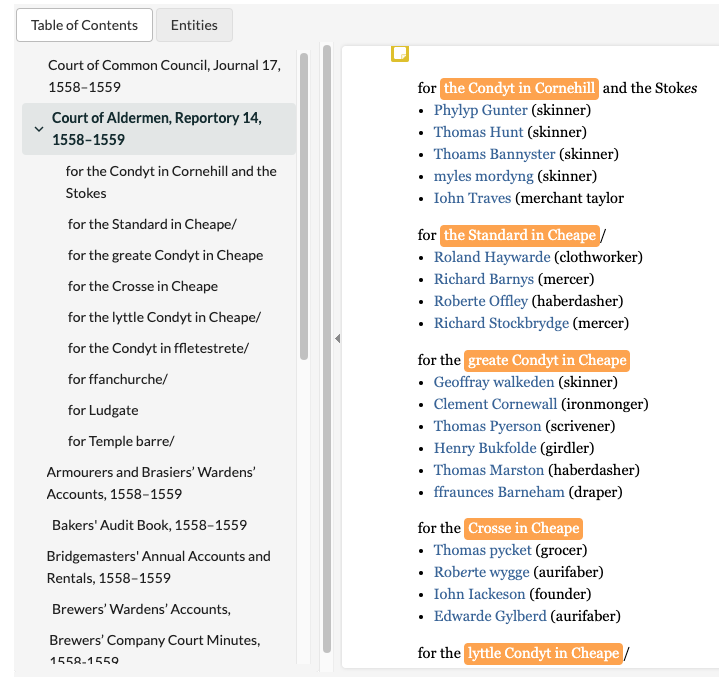 Table of Contents
Entities
Court of Common Council, Journal 17,
1558–1559
Court of Aldermen, Reportory 14,
1558–1559
for the Condyt in Cornehill and the
Stokes
for the Standard in Cheape/
for the greate Condyt in Cheape
for the Crosse in Cheape
for the lyttle Condyt in Cheape/
for the Condyt in ffletestrete/
for ffanchurche/
for Ludgate
for Temple barre/
Armourers and Brasiers’ Wardens’
Accounts, 1558–1559
Bakers' Audit Book, 1558–1559
Bridgemasters' Annual Accounts and
Rentals, 1558–1559
Brewers’ Wardens’ Accounts,
Brewers’ Company Court Minutes,
1558-1559
for the Condyt in Cornehill and the Stokes
• Phylyp Gunter (skinner)
• Thomas Hunt (skinner)
• Thoams Bannyster (skinner)
• myles mordyng (skinner)
• Iohn Traves (merchant taylor
for the Standard in Cheape /
• Roland Haywarde (clothworker)
• Richard Barnys (mercer)
• Roberte Offley (haberdasher)
• Richard Stockbrydge (mercer)
for the greate Condyt in Cheape
• Geoffray walkeden (skinner)
• Clement Cornewall (ironmonger)
• Thomas Pyerson (scrivener)
• Henry Bukfolde (girdler)
• Thomas Marston (haberdasher)
• ffraunces Barneham (draper)
for the Crosse in Cheape
• Thomas pycket (grocer)
• Roberte wygge (aurifaber)
• Iohn Iackeson (founder)
• Edwarde Gylberd (aurifaber)
for the lyttle Condyt in Cheape /